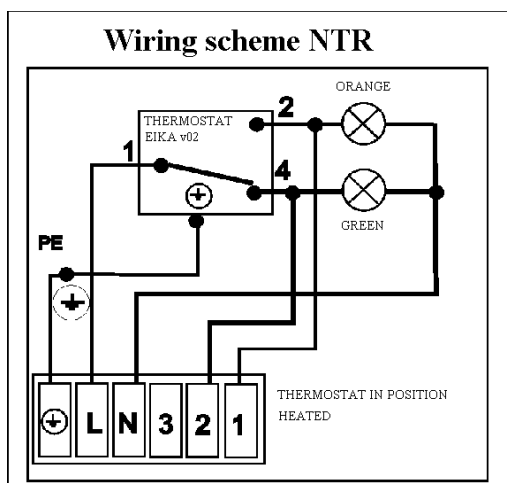 Wiring scheme NTR
ORANGE
THERMOSTAT
EIKA v02
2
1
4
GREEN
PE
L N 3 2 1
THERMOSTAT IN POSITION
HEATED